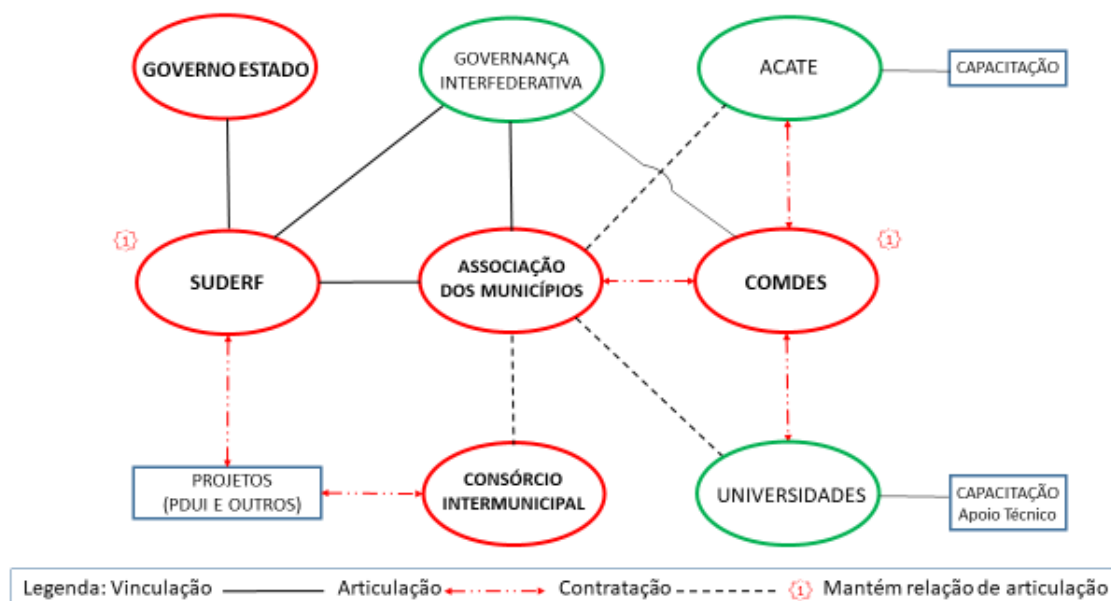 GOVERNO ESTADO
GOVERNANÇA
INTERFEDERATIVA
ACATE
CAPACITAÇÃO
1
SUDERF
ASSOCIAÇÃO
DOS MUNICÍPIOS
COMDES
1
PROJETOS
(PDUI E OUTROS)
CONSÓRCIO
INTERMUNICIPAL
UNIVERSIDADES
CAPACITAÇÃO
Apoio Técnico
Legenda: Vinculação Articulação Contratação 1 Mantém relação de articulação